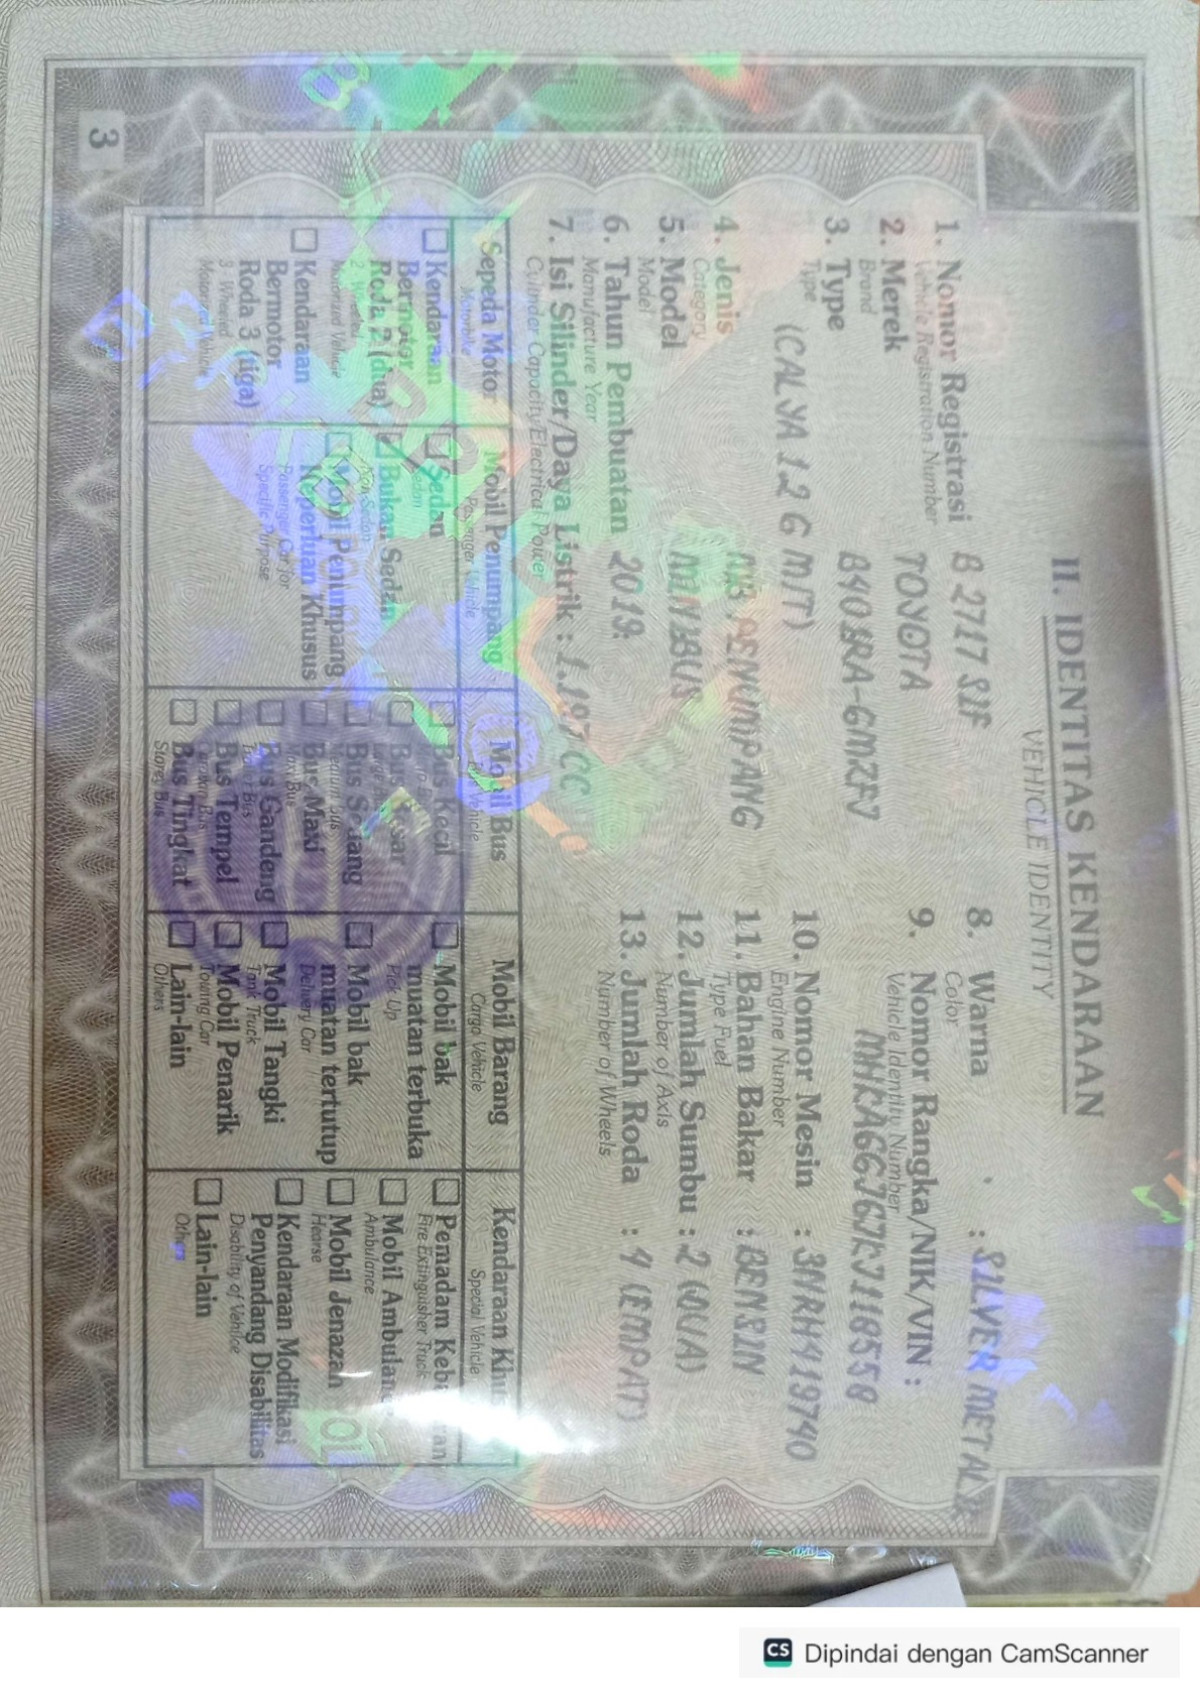 II. IDENTITAS KENDARAAN
VEHICLE IDENTITY
1. Nomor Registrasi B 2717 SIF
Vehicle Registration Number
2. Merek TOYOTA
Brand
3. Type B401RA-GMZFJ
Type
(CALYA 1.2 G M/T)
4. Jenis MB. PENUMPANG
Category
5. Model MINIBUS
Model
6. Tahun Pembuatan 2018
Manufacture Year
7. Isi Silinder/Daya Listrik : 1.197 CC
Cylinder Capacity/Electrical Power
8. Warna : SILVER METAL
Color
9. Nomor Rangka/NIK/VIN :
Vehicle Identity Number
10. Nomor Mesin :
Engine Number
11. Bahan Bakar : BENSIN
Type Fuel
12. Jumlah Sumbu : 2 (DUA)
Number of Axis
13. Jumlah Roda : 4 (EMPAT)
Number of Wheels
Sepeda Motor
Motorbike
Kendaraan
Bermotor
Roda 2 (dua)
Kendaraan
Bermotor
Roda 3 (tiga)
3 Wheeled
Mobil Penumpang
Passenger Vehicle
Sedan
Sedan
Bukan Sedan
Non Sedan
Mobil Penumpang
Keperluan Khusus
Passenger Car for
Specific Purpose
Mobil Bus
Bus Kecil
Bus Besar
Bus Sedang
Medium Bus
Bus Maxi
Maxi Bus
Bus Gandeng
Bus Tempel
Bus Tingkat
Mobil Barang
Cargo Vehicle
Mobil bak
muatan terbuka
Pick Up
Mobil bak
muatan tertutup
Delivery Car
Mobil Tangki
Tank Truck
Mobil Penarik
Towing Car
Lain-lain
Others
Kendaraan
Special Vehicle
Pemadam
Fire Extinguisher Truck
Mobil
Ambulance
Mobil Jenazah
Hearse
Kendaraan Modifikasi
Penyandang Disabilitas
Disability of Vehicle
Lain-lain
Others
3
CS Dipindai dengan CamScanner